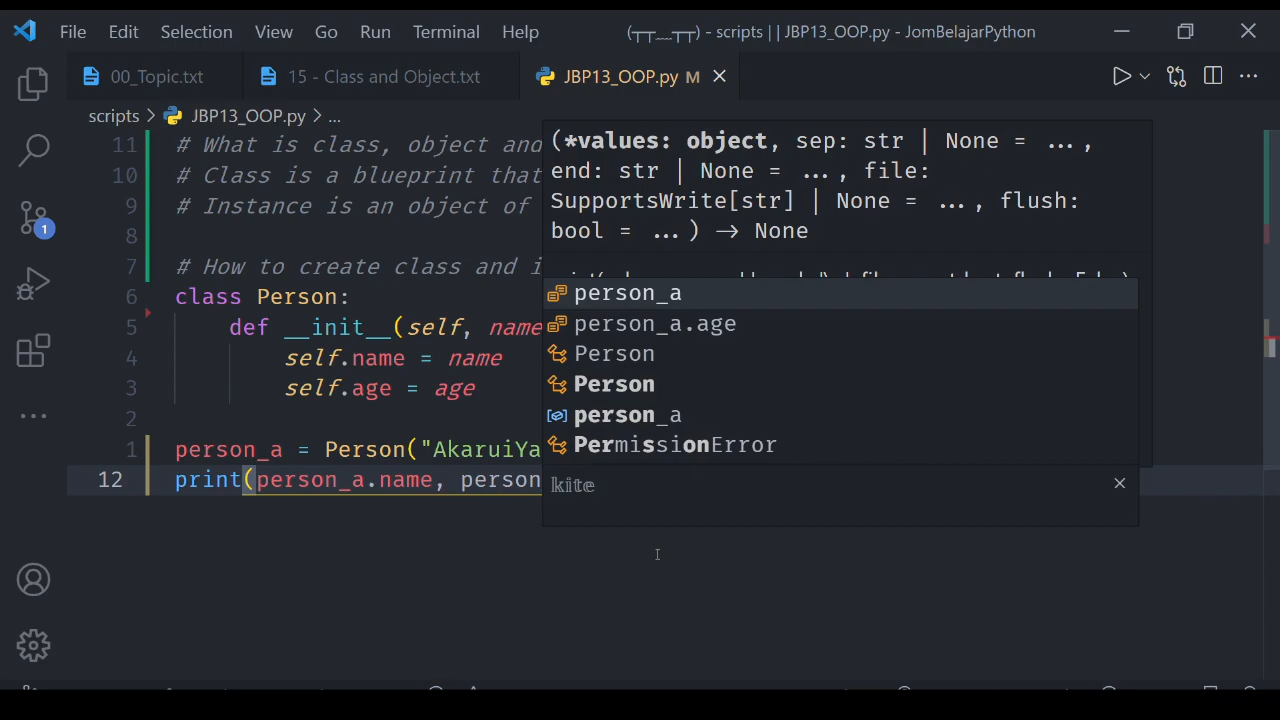 File Edit Selection View Go Run Terminal Help (┬┬﹏┬┬) - scripts || JBP13_OOP.py - JomBelajarPython
00_Topic.txt 15 - Class and Object.txt JBP13_OOP.py M
scripts > JBP13_OOP.py > ...
11 # What is class, object and
10 # Class is a blueprint that
9 # Instance is an object of
8
7 # How to create class and i
6 class Person:
5 def __init__(self, name
4 self.name = name
3 self.age = age
2
1 person_a = Person("AkaruiYa
12 print(person_a.name, person
(*values: object, sep: str | None = ...,
end: str | None = ..., file:
SupportsWrite[str] | None = ..., flush:
bool = ...) -> None
person_a
person_a.age
Person
Person
person_a
PermissionError
kite
1